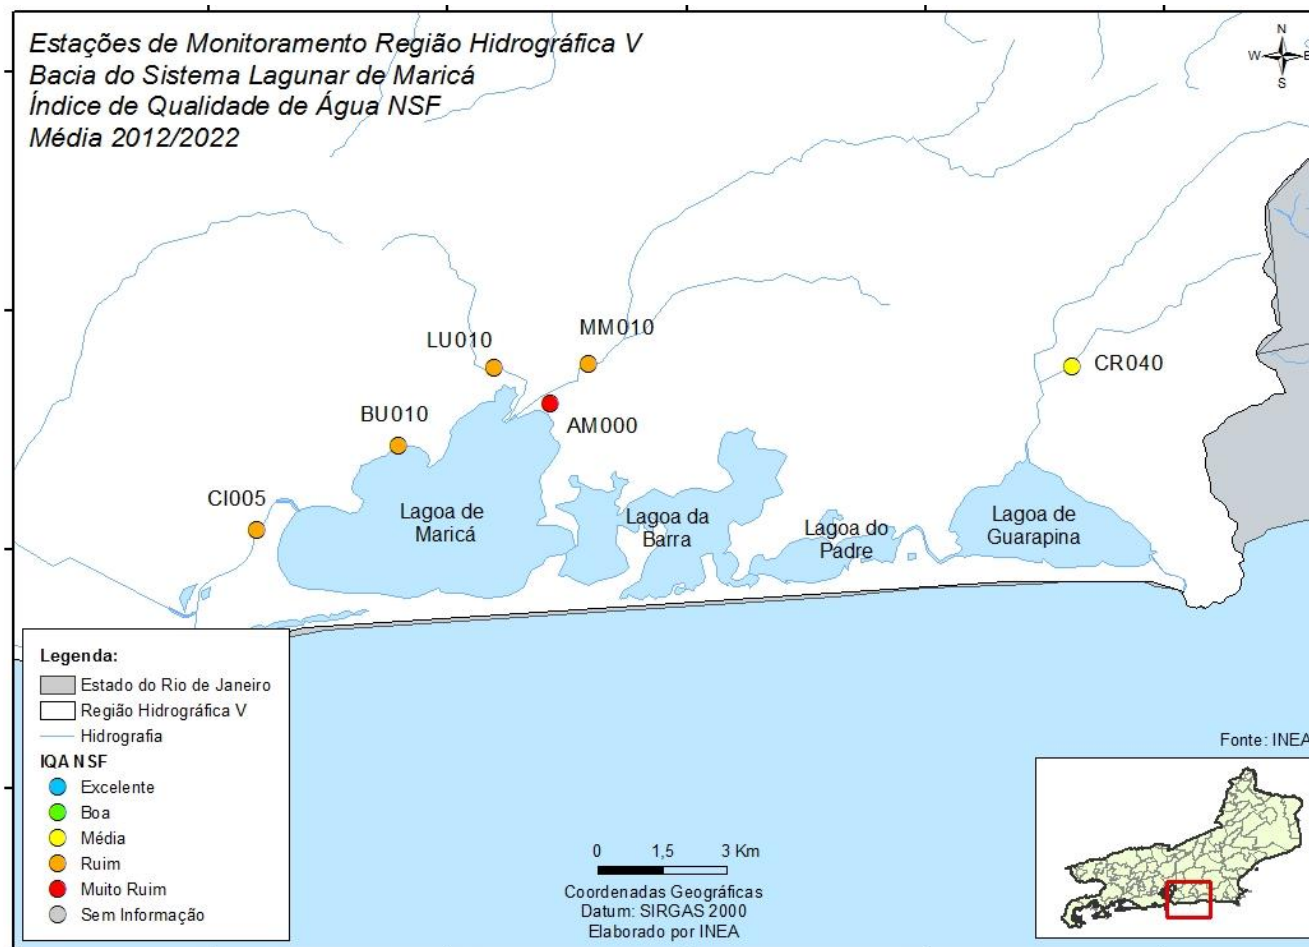 Estações de Monitoramento Região Hidrográfica V
Bacia do Sistema Lagunar de Maricá
Índice de Qualidade de Água NSF
Média 2012/2022
N
W
E
S
LU010
MM010
CR040
BU010
AM000
CI005
Lagoa de
Maricá
Lagoa da
Barra
Lagoa do
Padre
Lagoa de
Guarapina
Legenda:
Estado do Rio de Janeiro
Região Hidrográfica V
Hidrografia
IQA NSF
Excelente
Boa
Média
Ruim
Muito Ruim
Sem Informação
0 1,5 3 Km
Coordenadas Geográficas
Datum: SIRGAS 2000
Elaborado por INEA
Fonte: INEA